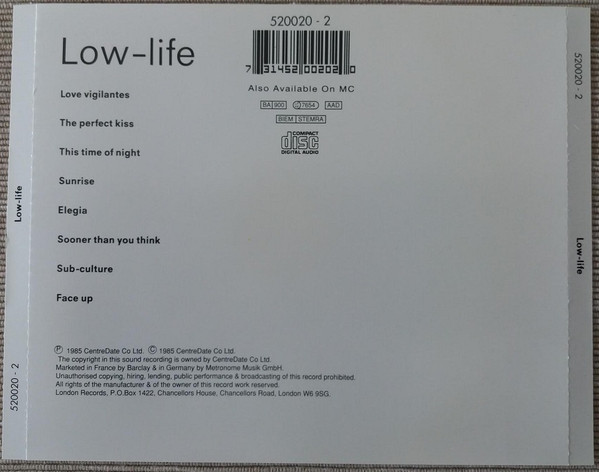 520020 - 2
Low-life
7 31452 00202 0
Also Available On MC
BA 900 © 7654 AAD
BIEM STEMRA
COMPACT
disc
DIGITAL AUDIO
Love vigilantes
The perfect kiss
This time of night
Sunrise
Elegia
Sooner than you think
Sub-culture
Face up
Ⓟ 1985 CentreDate Co Ltd. © 1985 CentreDate Co Ltd.
The copyright in this sound recording is owned by CentreDate Co Ltd.
Marketed in France by Barclay & in Germany by Metronome Musik GmbH.
Unauthorised copying, hiring, lending, public performance & broadcasting of this record prohibited.
All rights of the manufacturer & of the owner of this record work reserved.
London Records, P.O.Box 1422, Chancellors House, Chancellors Road, London W6 9SG.
Low-life
520020 - 2
520020 - 2
Low-life